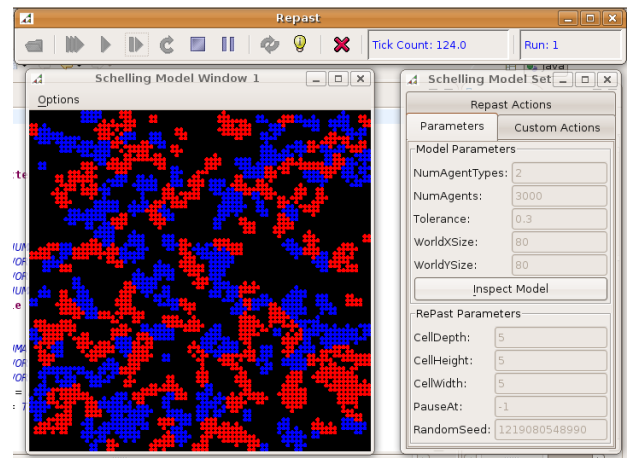 Repast
Tick Count: 124.0
Run: 1
Schelling Model Window 1
Options
Schelling Model Set
Repast Actions
Parameters
Custom Actions
Model Parameters
NumAgentTypes: 2
NumAgents: 3000
Tolerance: 0.3
WorldXSize: 80
WorldYSize: 80
Inspect Model
RePast Parameters
CellDepth: 5
CellHeight: 5
CellWidth: 5
PauseAt: -1
RandomSeed: 1219080548990